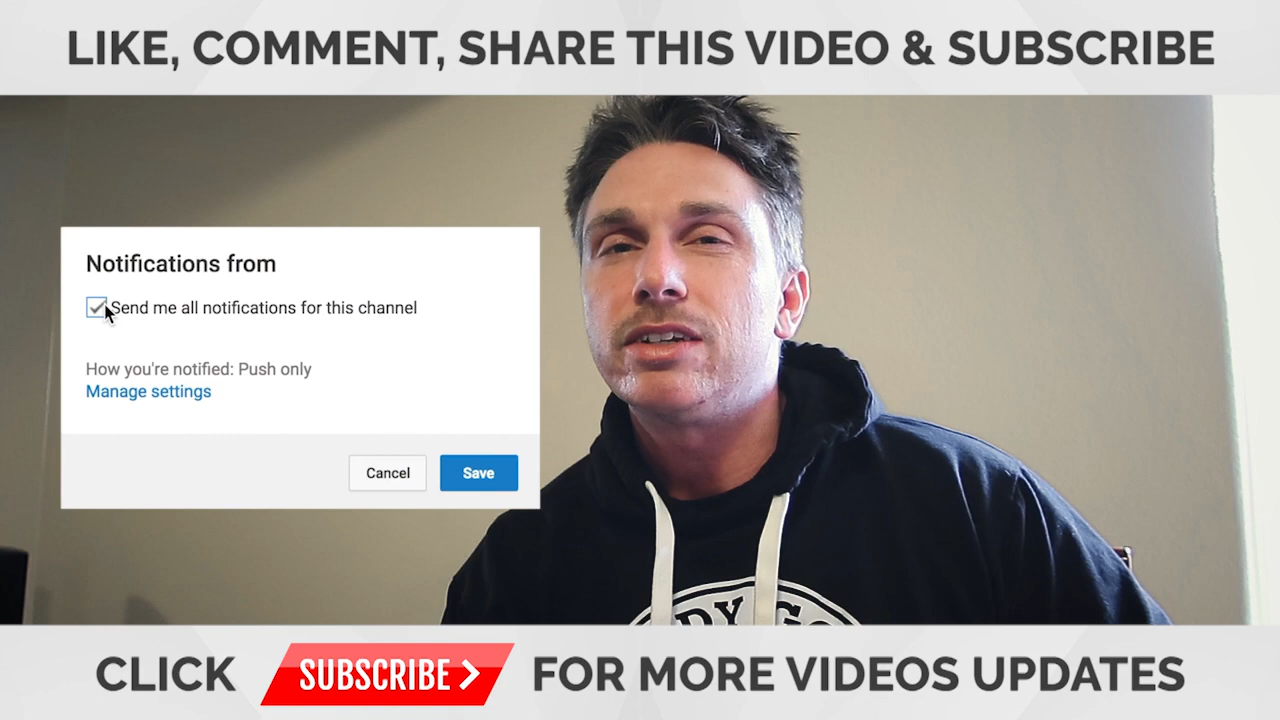 LIKE, COMMENT, SHARE THIS VIDEO & SUBSCRIBE
Notifications from
Send me all notifications for this channel
How you're notified: Push only
Manage settings
Cancel
Save
CLICK SUBSCRIBE FOR MORE VIDEOS UPDATES